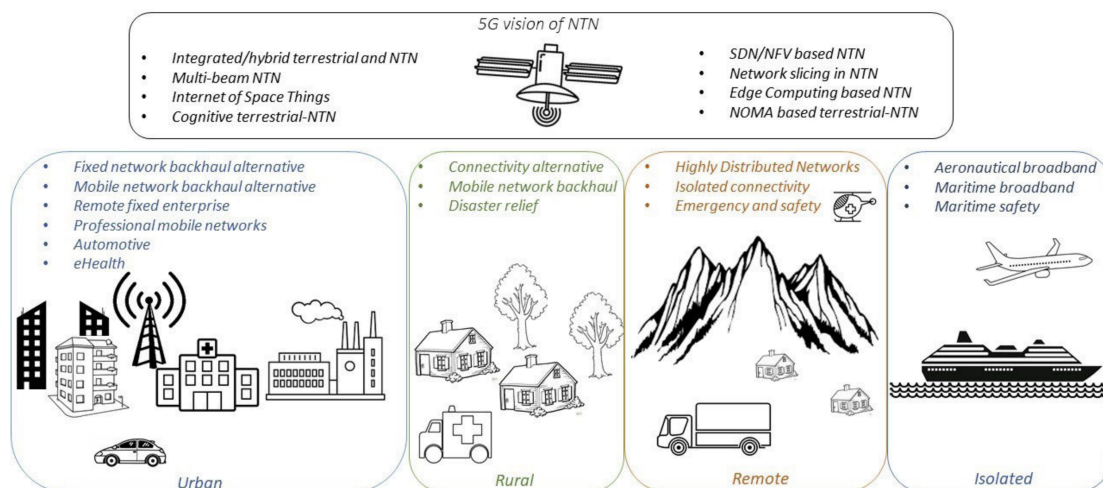 5G vision of NTN
• Integrated/hybrid terrestrial and NTN
• Multi-beam NTN
• Internet of Space Things
• Cognitive terrestrial-NTN
• SDN/NFV based NTN
• Network slicing in NTN
• Edge Computing based NTN
• NOMA based terrestrial-NTN
• Fixed network backhaul alternative
• Mobile network backhaul alternative
• Remote fixed enterprise
• Professional mobile networks
• Automotive
• eHealth
Urban
• Connectivity alternative
• Mobile network backhaul
• Disaster relief
Rural
• Highly Distributed Networks
• Isolated connectivity
• Emergency and safety
Remote
• Aeronautical broadband
• Maritime broadband
• Maritime safety
Isolated